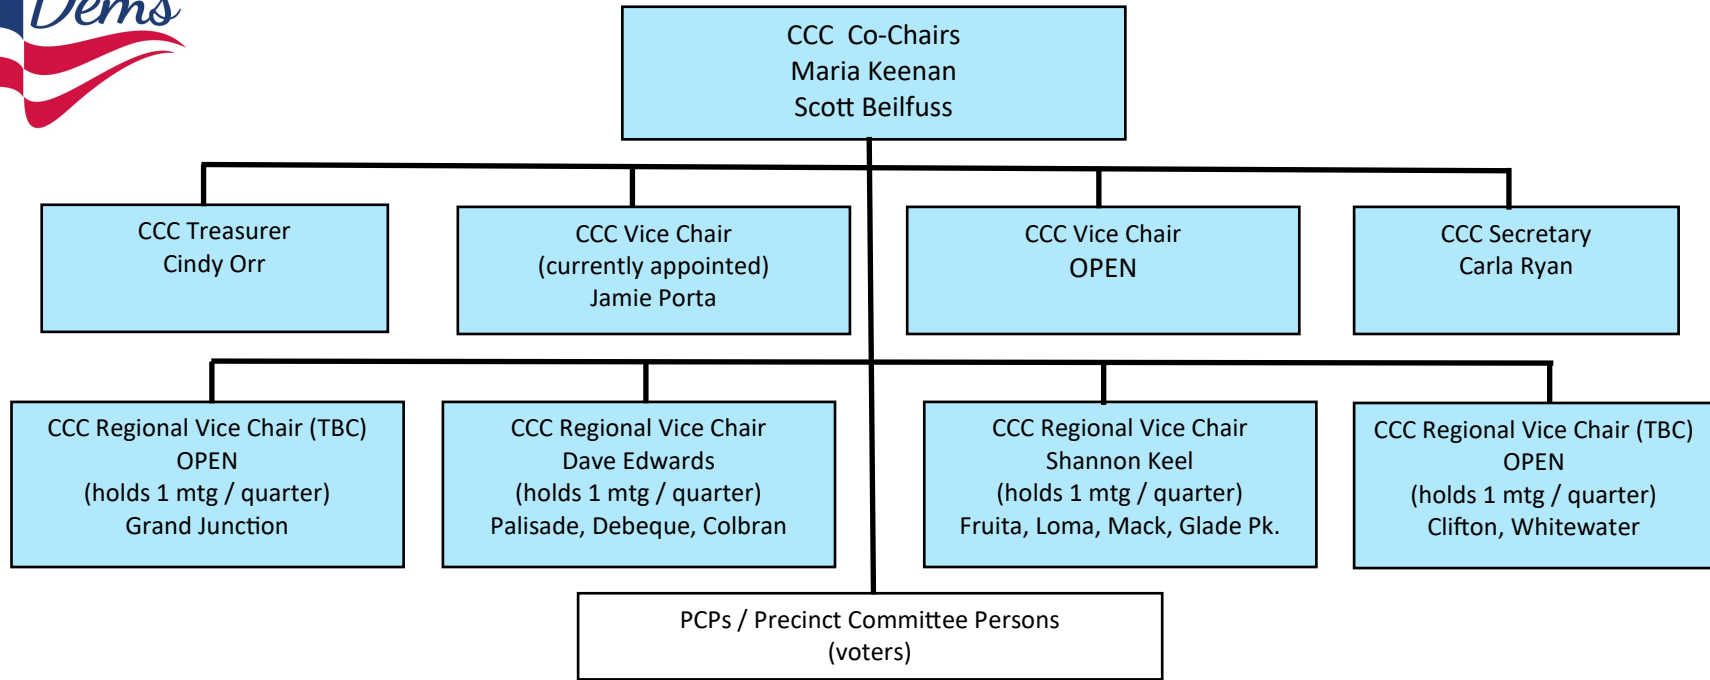 Dems
CCC Co-Chairs
Maria Keenan
Scott Beilfuss
CCC Treasurer
Cindy Orr
CCC Vice Chair
(currently appointed)
Jamie Porta
CCC Vice Chair
OPEN
CCC Secretary
Carla Ryan
CCC Regional Vice Chair (TBC)
OPEN
(holds 1 mtg / quarter)
Grand Junction
CCC Regional Vice Chair
Dave Edwards
(holds 1 mtg / quarter)
Palisade, Debeque, Colbran
CCC Regional Vice Chair
Shannon Keel
(holds 1 mtg / quarter)
Fruita, Loma, Mack, Glade Pk.
CCC Regional Vice Chair (TBC)
OPEN
(holds 1 mtg / quarter)
Clifton, Whitewater
PCPs / Precinct Committee Persons
(voters)